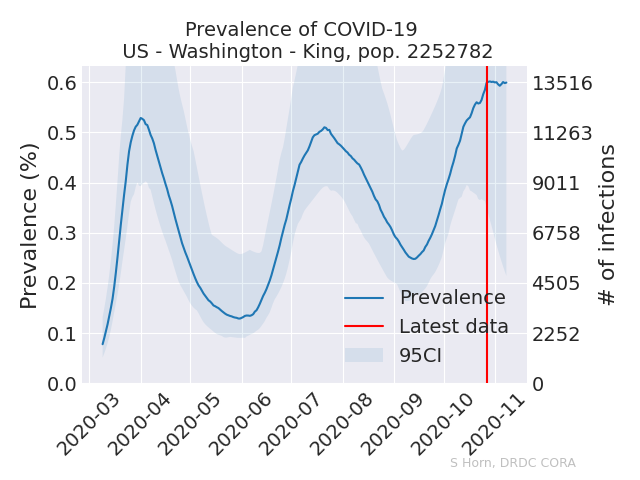 Prevalence of COVID-19
US - Washington - King, pop. 2252782
0.6
0.5
0.4
0.3
0.2
0.1
0.0
Prevalence (%)
13516
11263
9011
6758
4505
2252
0
# of infections
Prevalence
Latest data
95CI
2020-03
2020-04
2020-05
2020-06
2020-07
2020-08
2020-09
2020-10
2020-11
S Horn, DRDC CORA